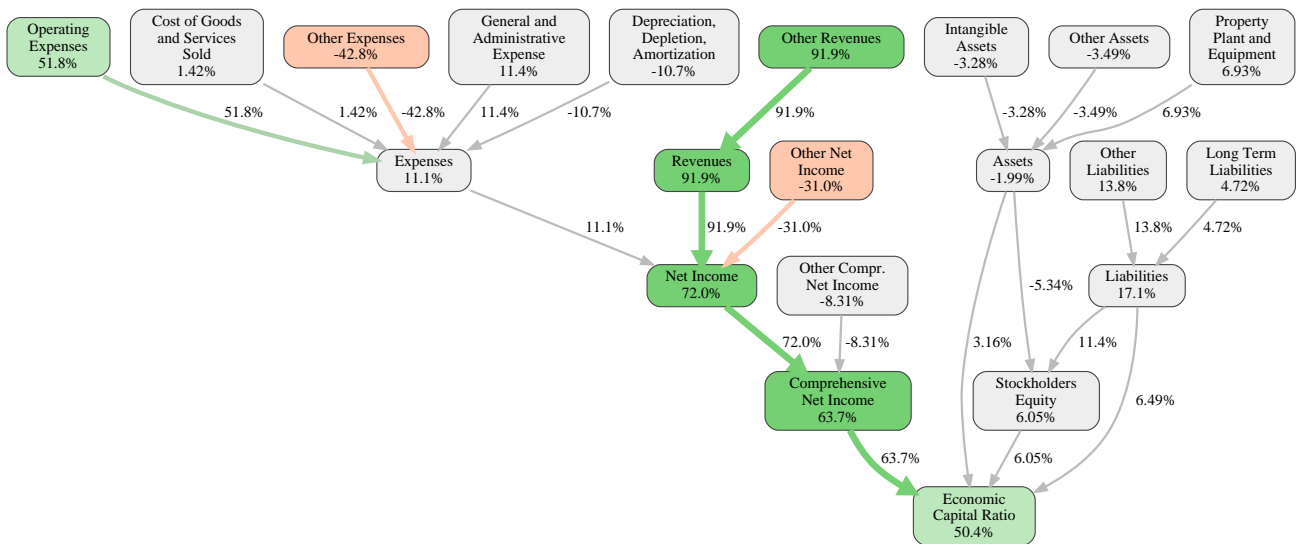 Operating
Expenses
51.8%
Cost of Goods
and Services
Sold
1.42%
Other Expenses
-42.8%
General and
Administrative
Expense
11.4%
Depreciation,
Depletion,
Amortization
-10.7%
Other Revenues
91.9%
Intangible
Assets
-3.28%
Other Assets
-3.49%
Property
Plant and
Equipment
6.93%
51.8%
1.42%
-42.8%
11.4%
-10.7%
91.9%
-3.28%
-3.49%
6.93%
Expenses
11.1%
Revenues
91.9%
Other Net
Income
-31.0%
Assets
-1.99%
Other
Liabilities
13.8%
Long Term
Liabilities
4.72%
11.1%
91.9%
-31.0%
13.8%
4.72%
Net Income
72.0%
Other Compr.
Net Income
-8.31%
-5.34%
Liabilities
17.1%
72.0%
-8.31%
3.16%
11.4%
Comprehensive
Net Income
63.7%
Stockholders
Equity
6.05%
6.49%
63.7%
6.05%
Economic
Capital Ratio
50.4%